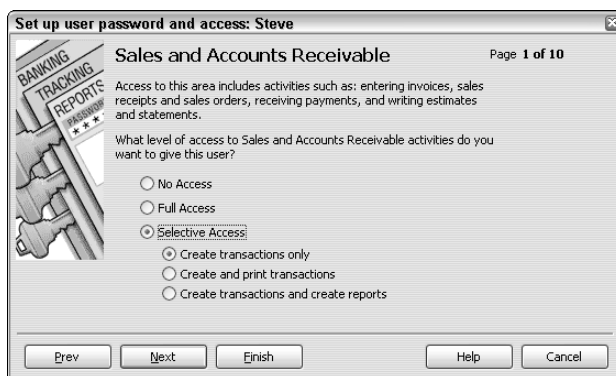 Set up user password and access: Steve
BANKING
TRACKING
REPORTS
PASSWORD
****
Sales and Accounts Receivable
Page 1 of 10
Access to this area includes activities such as: entering invoices, sales
receipts and sales orders, receiving payments, and writing estimates
and statements.
What level of access to Sales and Accounts Receivable activities do you
want to give this user?
No Access
Full Access
Selective Access
Create transactions only
Create and print transactions
Create transactions and create reports
Prev
Next
Finish
Help
Cancel